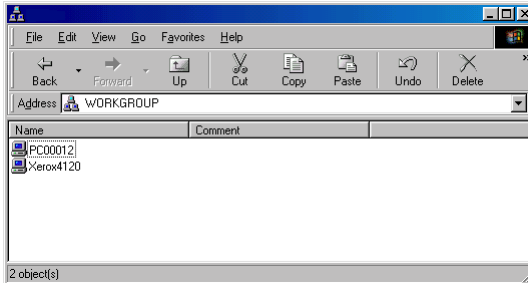 File Edit View Go Favorites Help
Back Forward Up Cut Copy Paste Undo Delete
Address WORKGROUP
Name Comment
PC00012
Xerox4120
2 object(s)